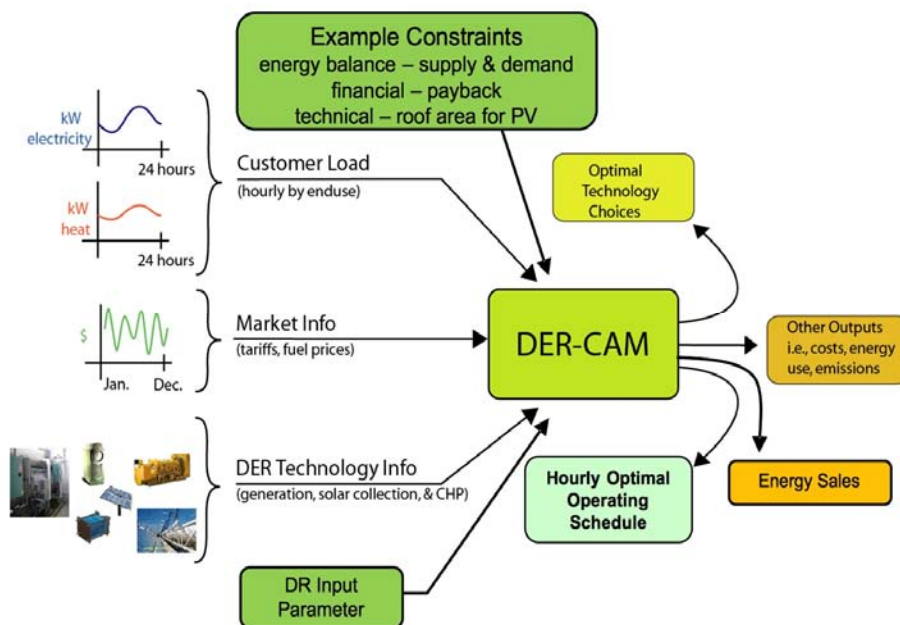 Example Constraints
energy balance – supply & demand
financial – payback
technical – roof area for PV
kW
electricity
24 hours
kW
heat
24 hours
Customer Load
(hourly by enduse)
Optimal
Technology
Choices
$
Jan.
Dec.
Market Info
(tariffs, fuel prices)
DER-CAM
Other Outputs
i.e., costs, energy
use, emissions
DER Technology Info
(generation, solar collection, & CHP)
Hourly Optimal
Operating
Schedule
Energy Sales
DR Input
Parameter